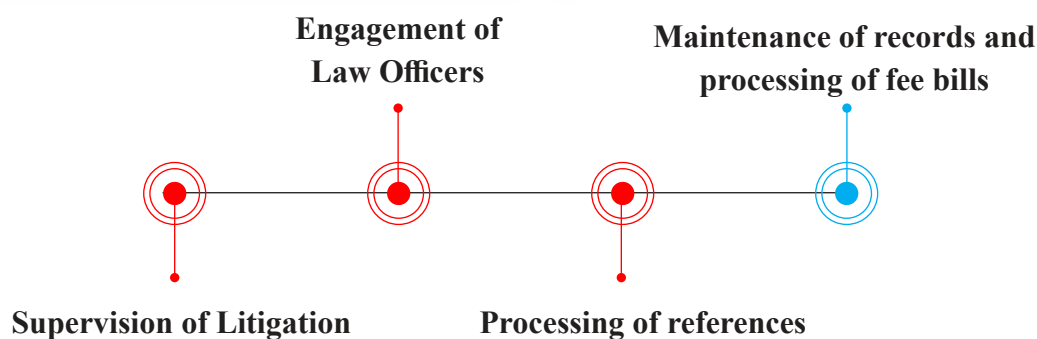 Engagement of
Law Officers
Maintenance of records and
processing of fee bills
Supervision of Litigation
Processing of references